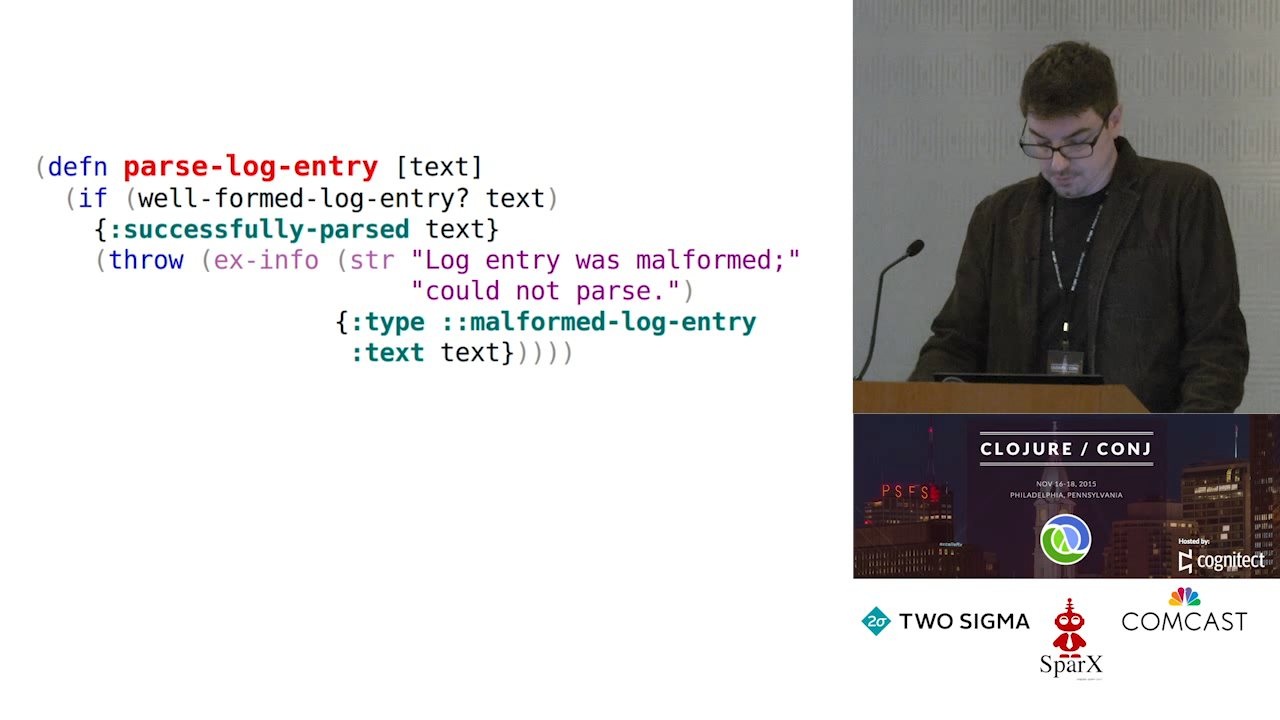 (defn parse-log-entry [text]
(if (well-formed-log-entry? text)
{:successfully-parsed text}
(throw (ex-info (str "Log entry was malformed;"
"could not parse.")
{:type ::malformed-log-entry
:text text}))))
CLOJURE / CONJ
NOV 16-18, 2015
PHILADELPHIA, PENNSYLVANIA
PSFS
Hosted by:
cognitect
2σ TWO SIGMA
SparX
COMCAST